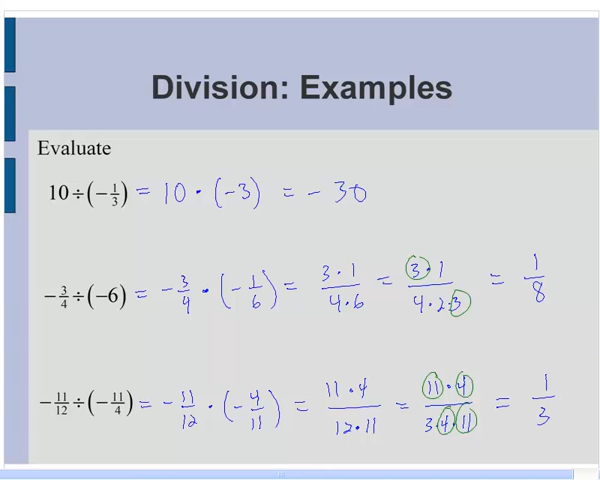 Division: Examples
Evaluate
10 ÷ (−1/3) = 10 · (−3) = −30
−3/4 ÷ (−6) = −3/4 · (−1/6) = 3·1/4·6 = 3·1/4·2·3 = 1/8
−11/12 ÷ (−11/4) = −11/12 · (−4/11) = 11·4/12·11 = 11·4/3·4·11 = 1/3